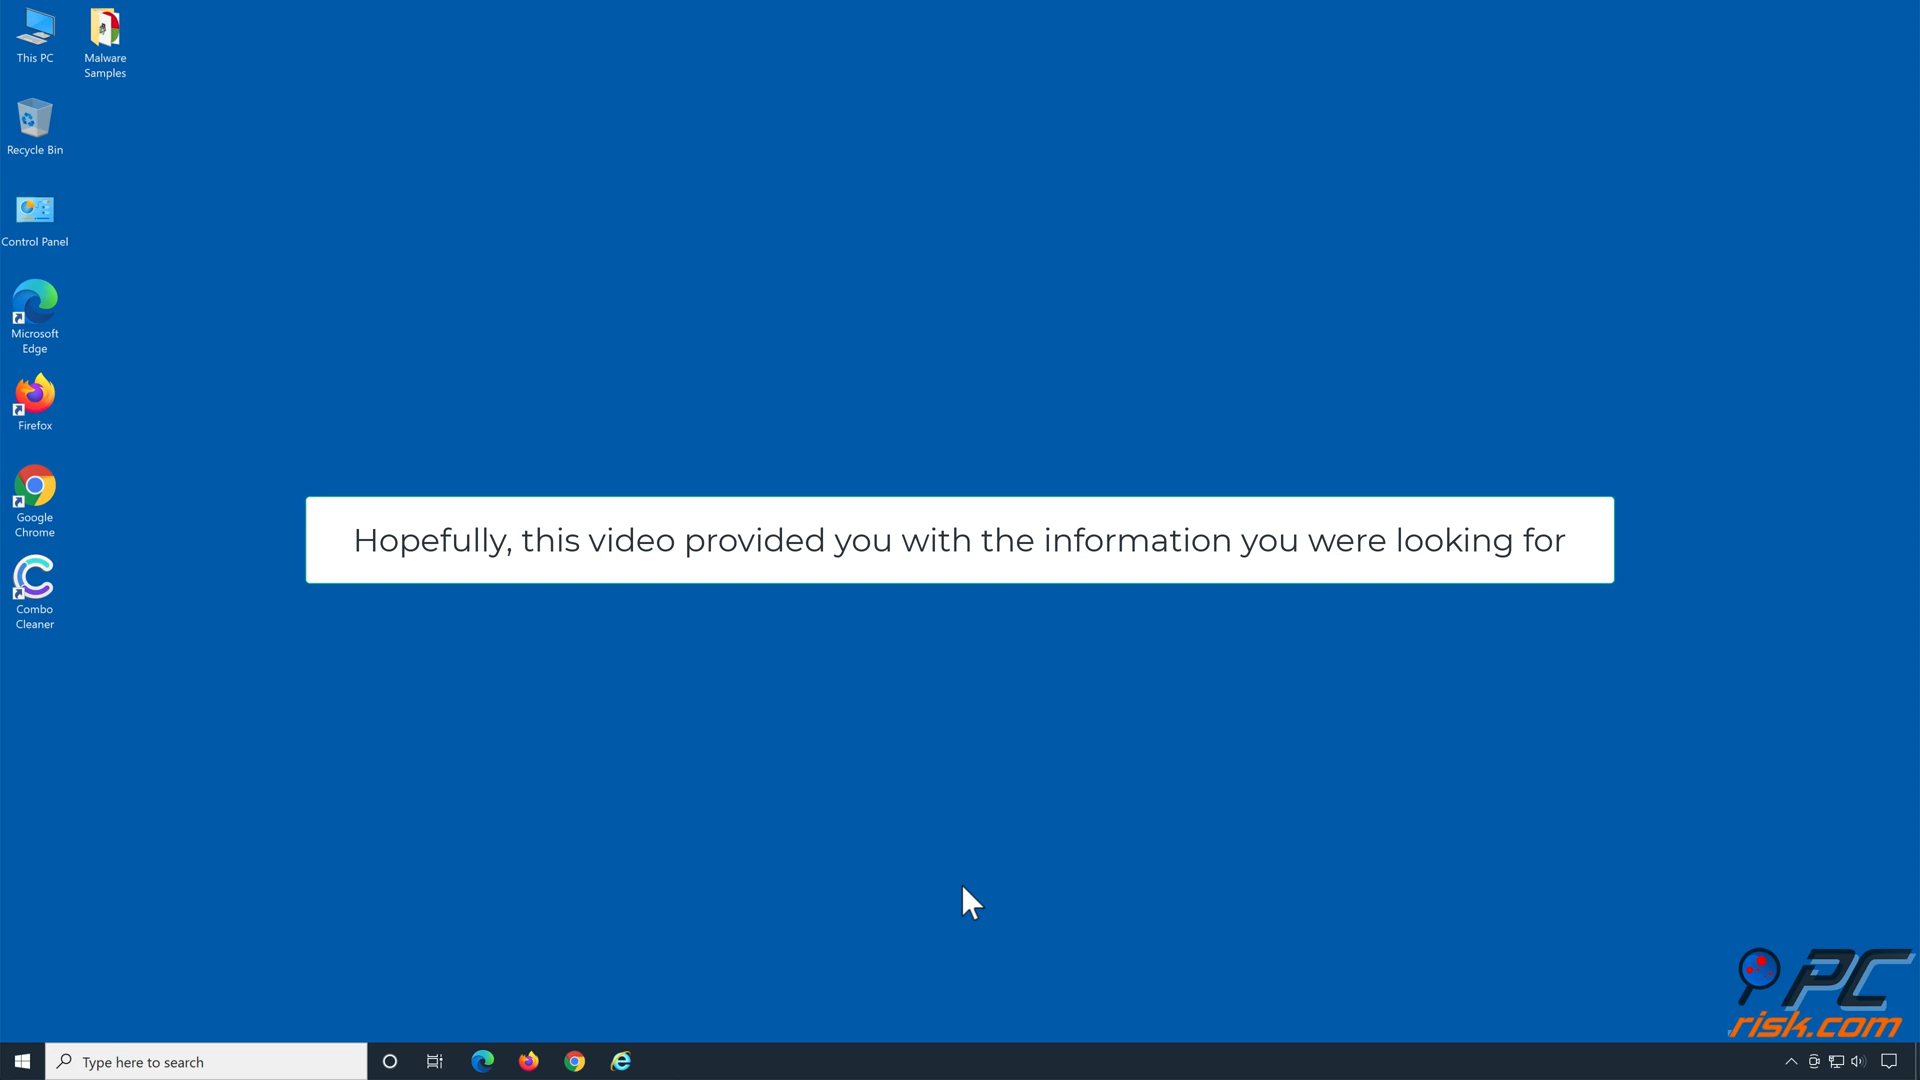 This PC
Malware
Samples
Recycle Bin
Control Panel
Microsoft
Edge
Firefox
Google
Chrome
Combo
Cleaner
Hopefully, this video provided you with the information you were looking for
PC
risk.com
Type here to search